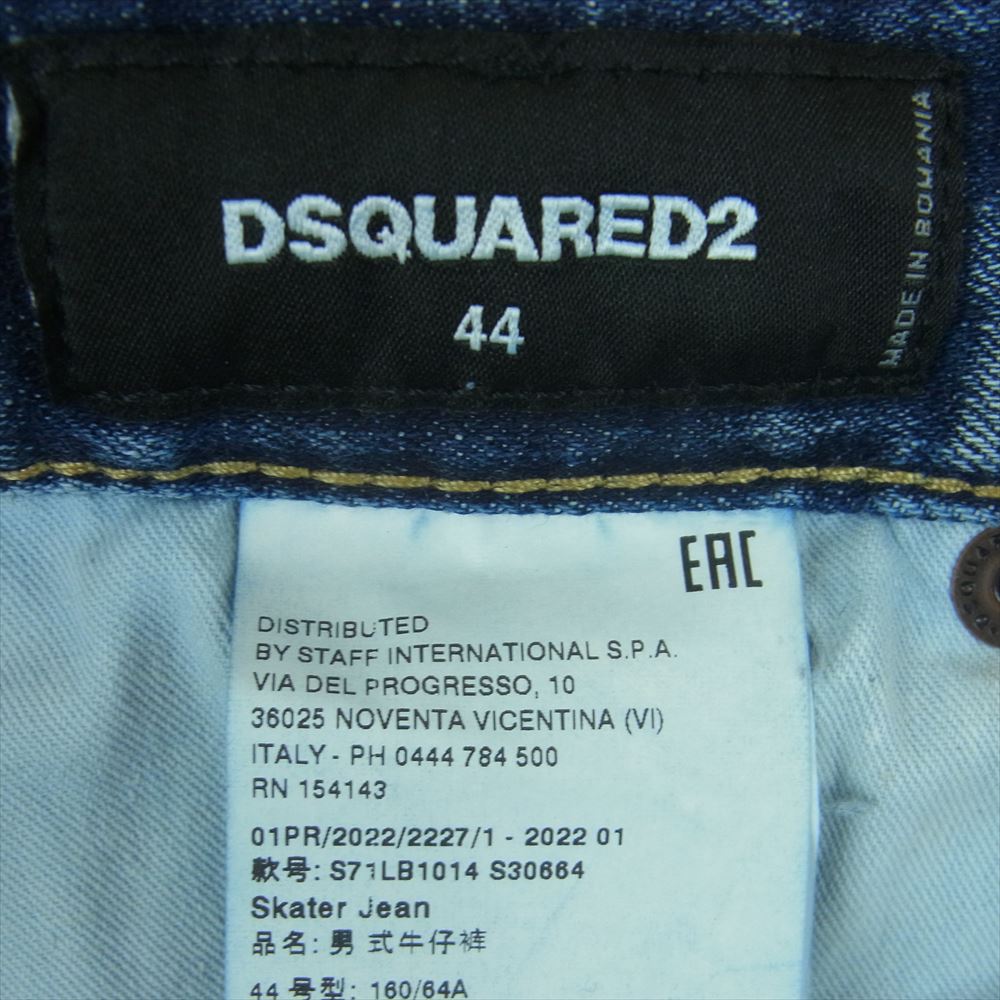 DSQUARED2
44
MADE IN ROMANIA
EAC
DISTRIBUTED
BY STAFF INTERNATIONAL S.P.A.
VIA DEL PROGRESSO, 10
36025 NOVENTA VICENTINA (VI)
ITALY - PH 0444 784 500
RN 154143
01PR/2022/2227/1 - 2022 01
款号: S71LB1014 S30664
Skater Jean
品名: 男 式牛仔裤
44 号型: 160/64A